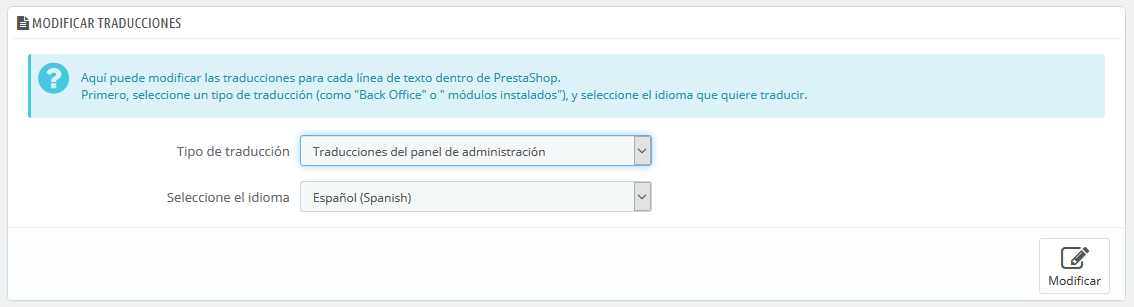 MODIFICAR TRADUCCIONES
Aquí puede modificar las traducciones para cada línea de texto dentro de PrestaShop.
Primero, seleccione un tipo de traducción (como "Back Office" o " módulos instalados"), y seleccione el idioma que quiere traducir.
Tipo de traducción
Traducciones del panel de administración
Seleccione el idioma
Español (Spanish)
Modificar